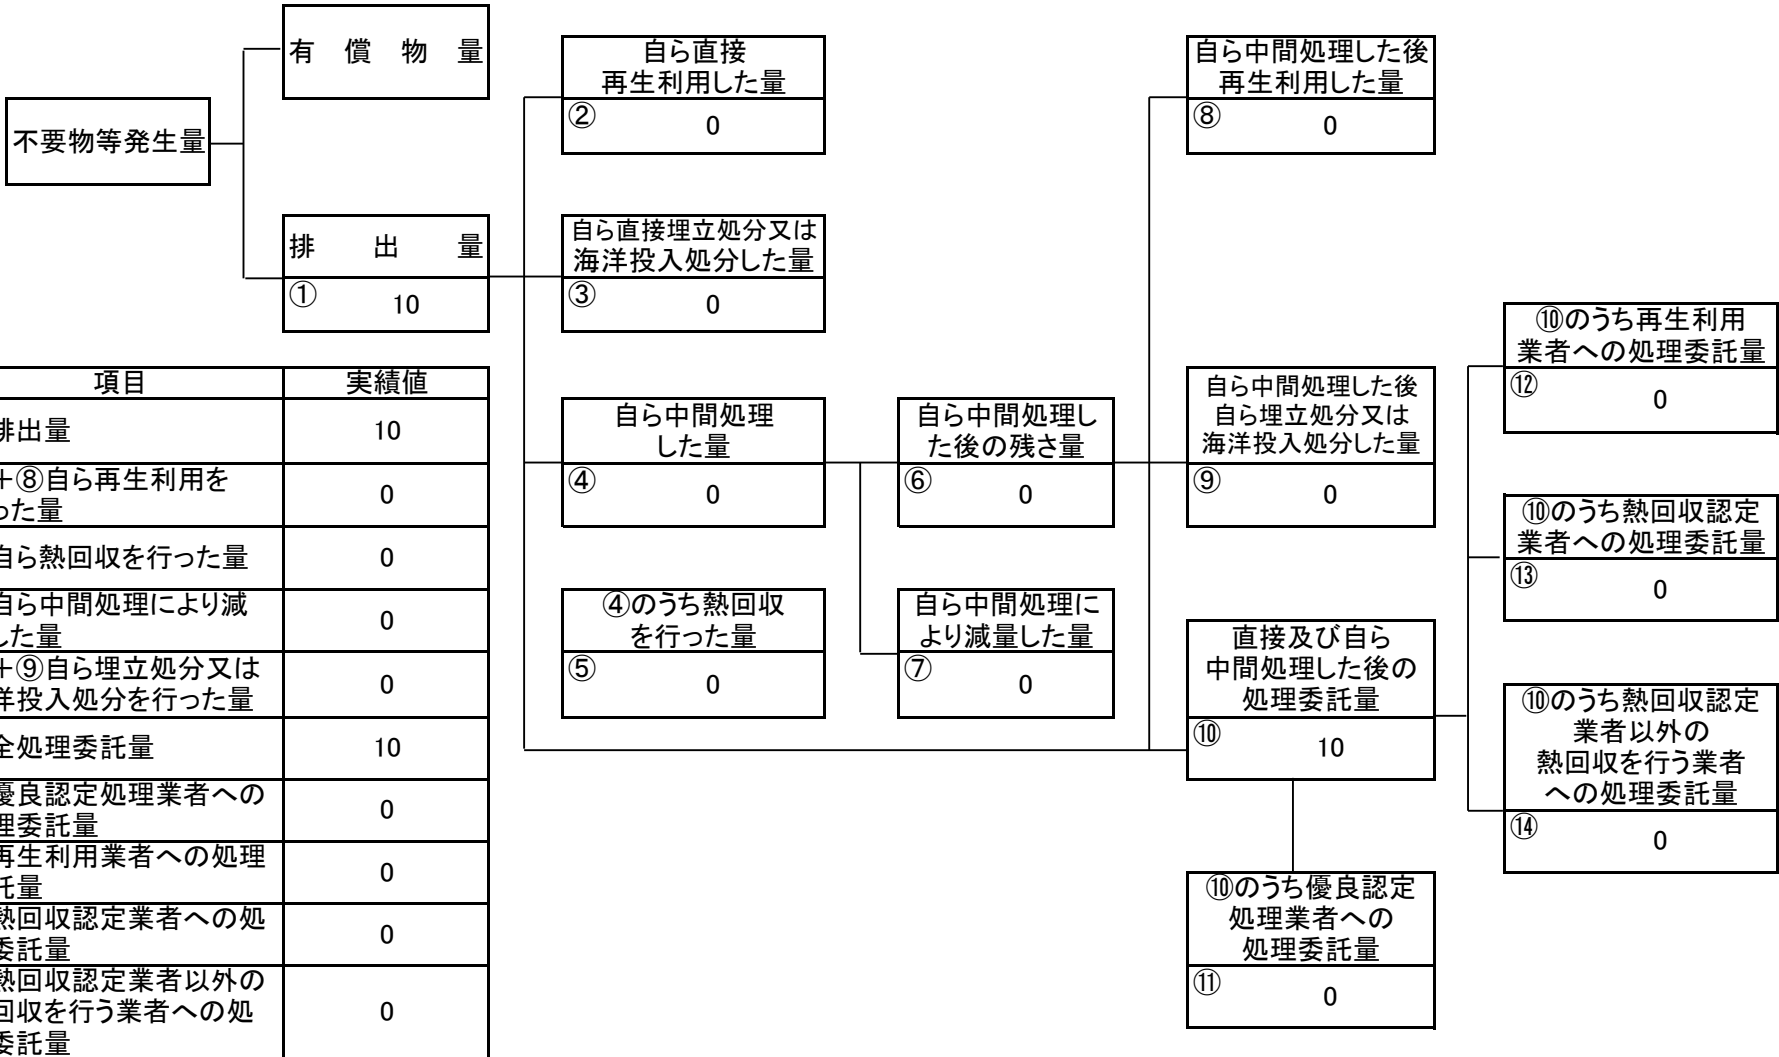 有償物量
不要物等発生量
排出量
①
10
自ら直接
再生利用した量
②
0
自ら直接埋立処分又は
海洋投入処分した量
③
0
自ら中間処理
した量
④
0
④のうち熱回収
を行った量
⑤
0
自ら中間処理し
た後の残さ量
⑥
0
自ら中間処理に
より減量した量
⑦
0
自ら中間処理した後
再生利用した量
⑧
0
自ら中間処理した後
自ら埋立処分又は
海洋投入処分した量
⑨
0
直接及び自ら
中間処理した後の
処理委託量
⑩
10
⑩のうち優良認定
処理業者への
処理委託量
⑪
0
⑩のうち再生利用
業者への処理委託量
⑫
0
⑩のうち熱回収認定
業者への処理委託量
⑬
0
⑩のうち熱回収認定
業者以外の
熱回収を行う業者
への処理委託量
⑭
0
項目 実績値
排出量 10
+⑧自ら再生利用を
った量
0
自ら熱回収を行った量 0
自ら中間処理により減
した量
0
+⑨自ら埋立処分又は
洋投入処分を行った量
0
全処理委託量 10
優良認定処理業者への
理委託量
0
再生利用業者への処理
託量
0
熱回収認定業者への処
委託量
0
熱回収認定業者以外の
回収を行う業者への処
委託量
0